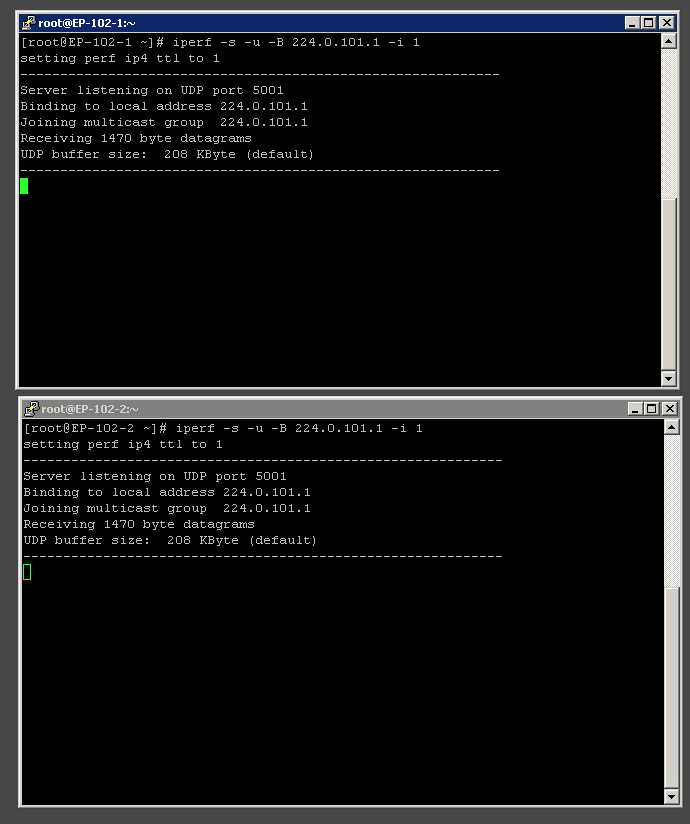 root@EP-102-1:~
[root@EP-102-1 ~]# iperf -s -u -B 224.0.101.1 -i 1
setting perf ip4 ttl to 1
------------------------------------------------------------
Server listening on UDP port 5001
Binding to local address 224.0.101.1
Joining multicast group  224.0.101.1
Receiving 1470 byte datagrams
UDP buffer size:  208 KByte (default)
------------------------------------------------------------
root@EP-102-2:~
[root@EP-102-2 ~]# iperf -s -u -B 224.0.101.1 -i 1
setting perf ip4 ttl to 1
------------------------------------------------------------
Server listening on UDP port 5001
Binding to local address 224.0.101.1
Joining multicast group  224.0.101.1
Receiving 1470 byte datagrams
UDP buffer size:  208 KByte (default)
------------------------------------------------------------